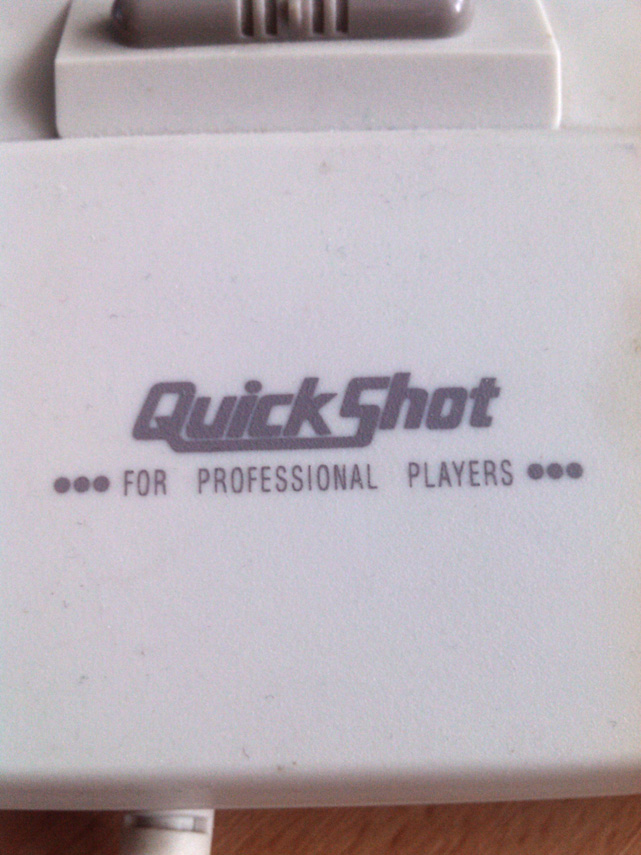 QuickShot
••• FOR PROFESSIONAL PLAYERS •••